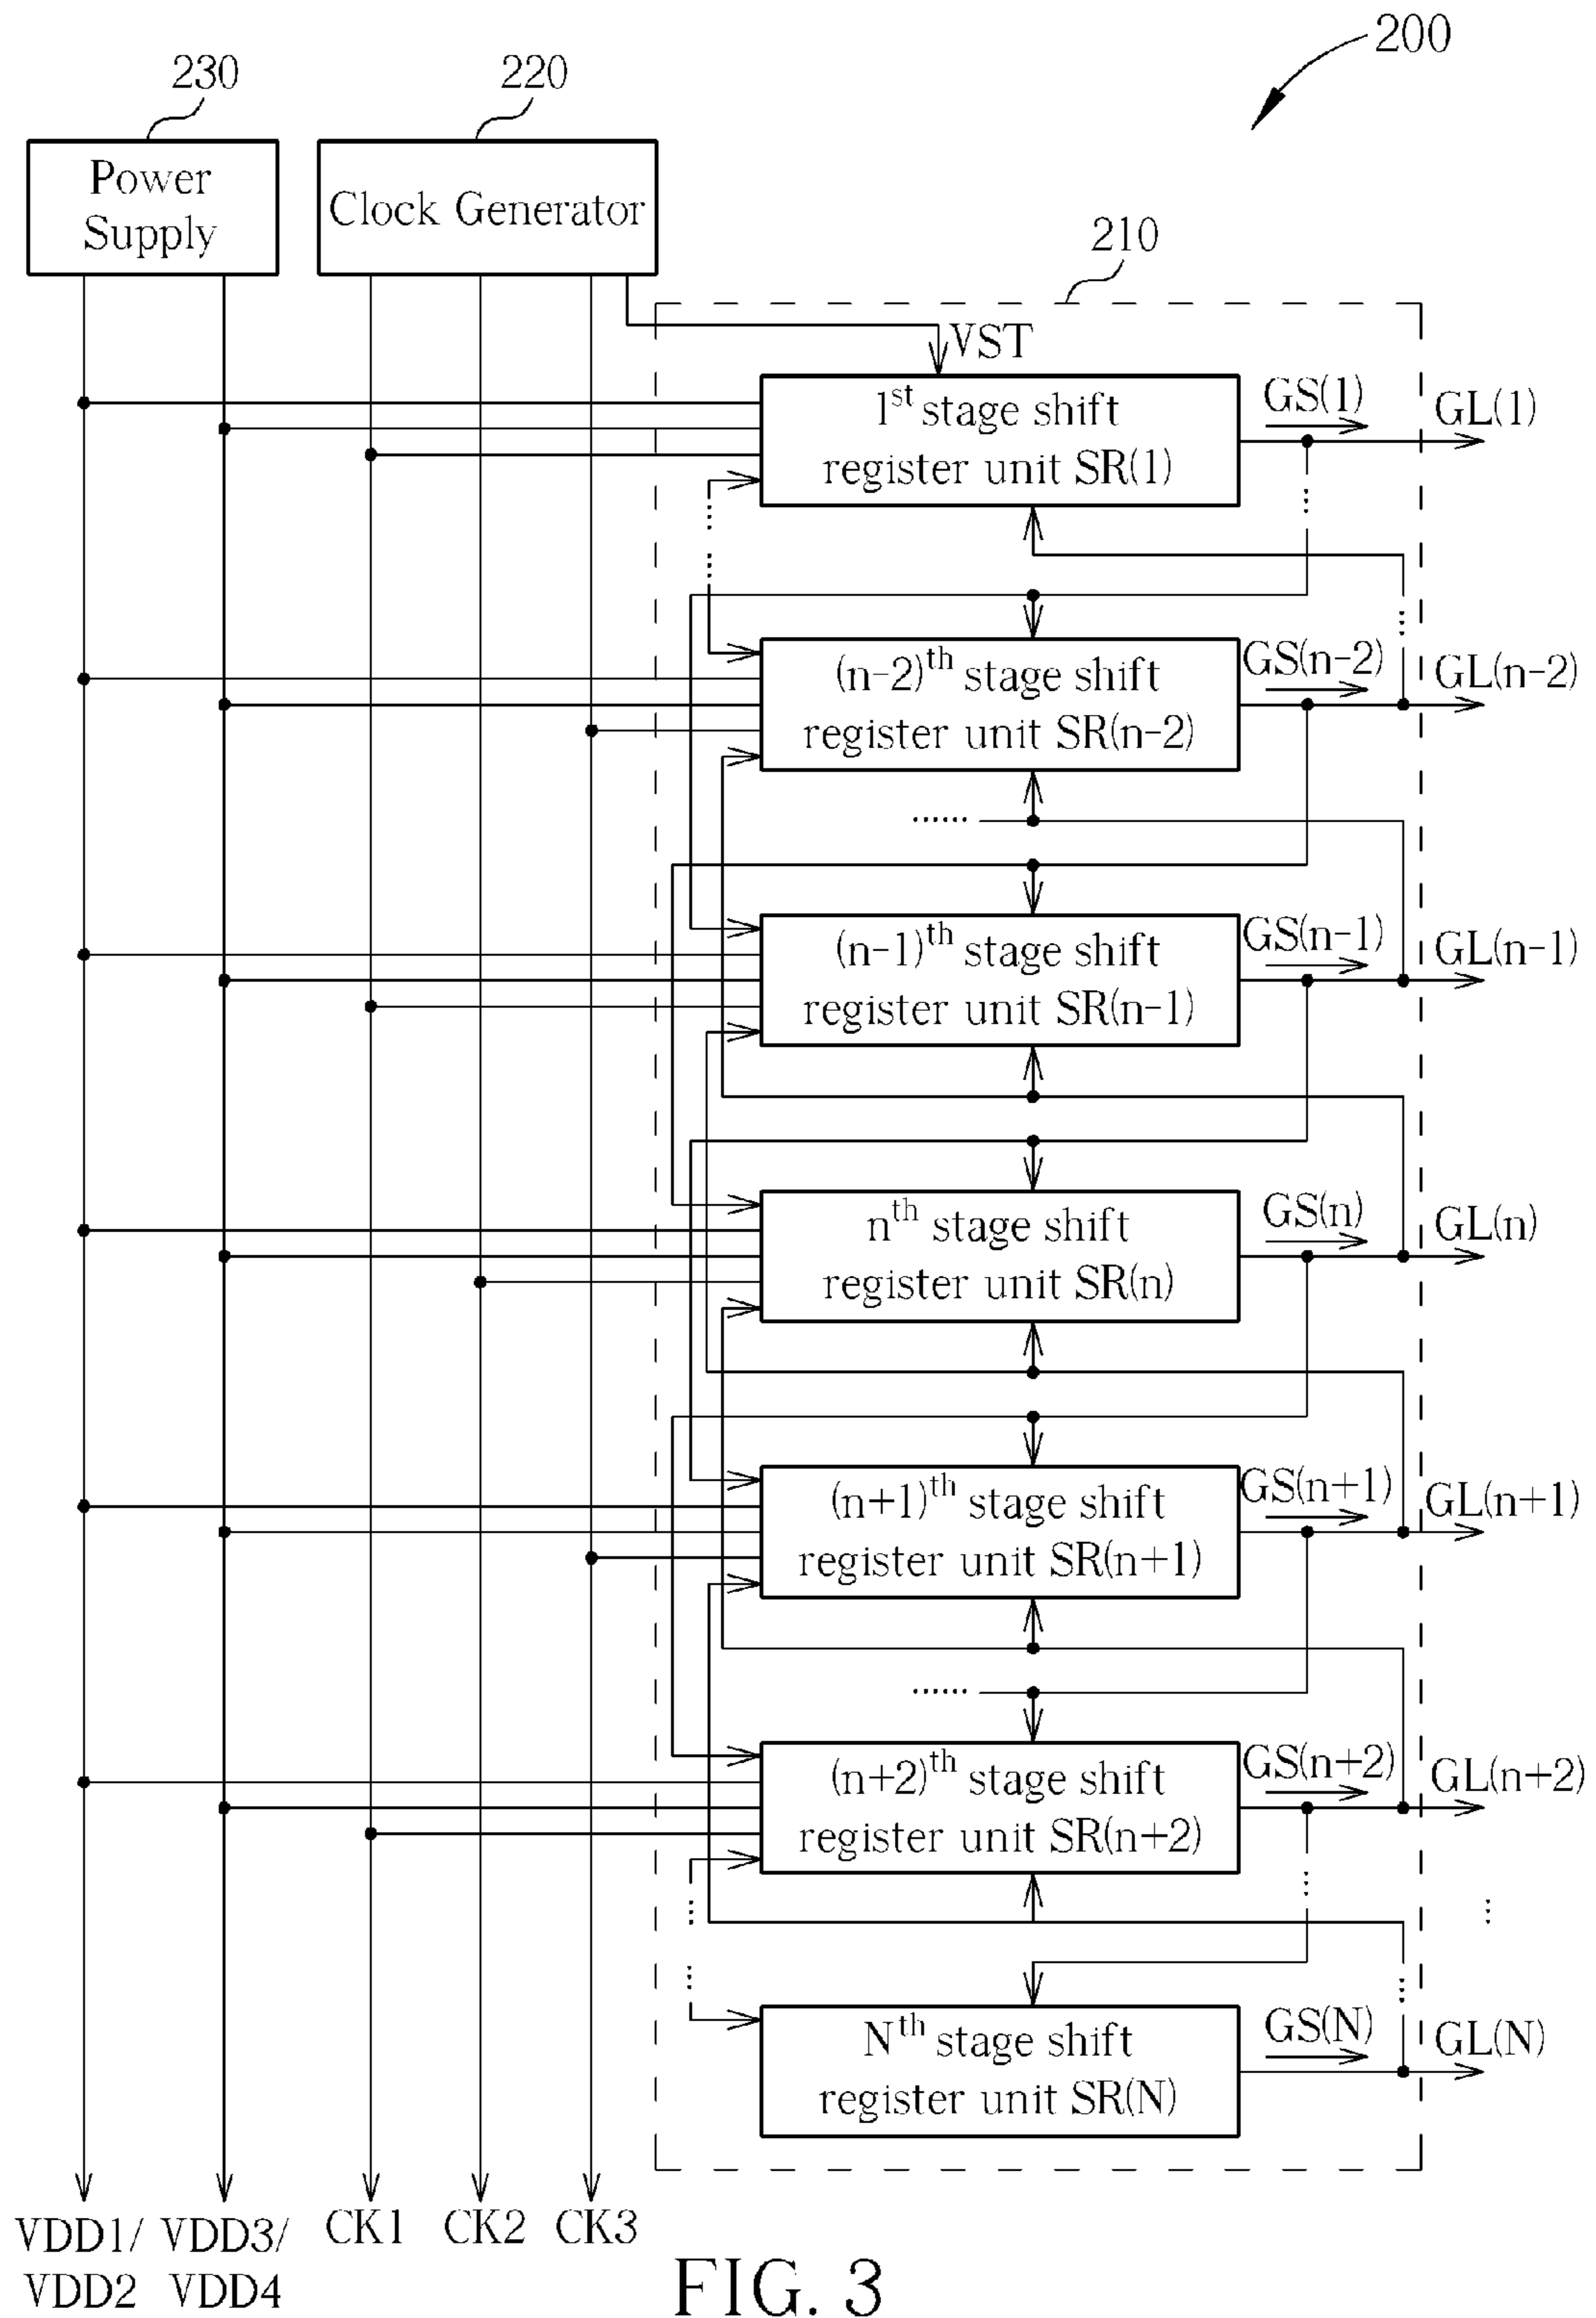 200
230
220
Power
Supply
Clock Generator
210
VST
1st stage shift
register unit SR(1)
GS(1)
GL(1)
(n-2)th stage shift
register unit SR(n-2)
GS(n-2)
GL(n-2)
(n-1)th stage shift
register unit SR(n-1)
GS(n-1)
GL(n-1)
nth stage shift
register unit SR(n)
GS(n)
GL(n)
(n+1)th stage shift
register unit SR(n+1)
GS(n+1)
GL(n+1)
(n+2)th stage shift
register unit SR(n+2)
GS(n+2)
GL(n+2)
Nth stage shift
register unit SR(N)
GS(N)
GL(N)
VDD1/
VDD2
VDD3/
VDD4
CK1
CK2
CK3
FIG. 3